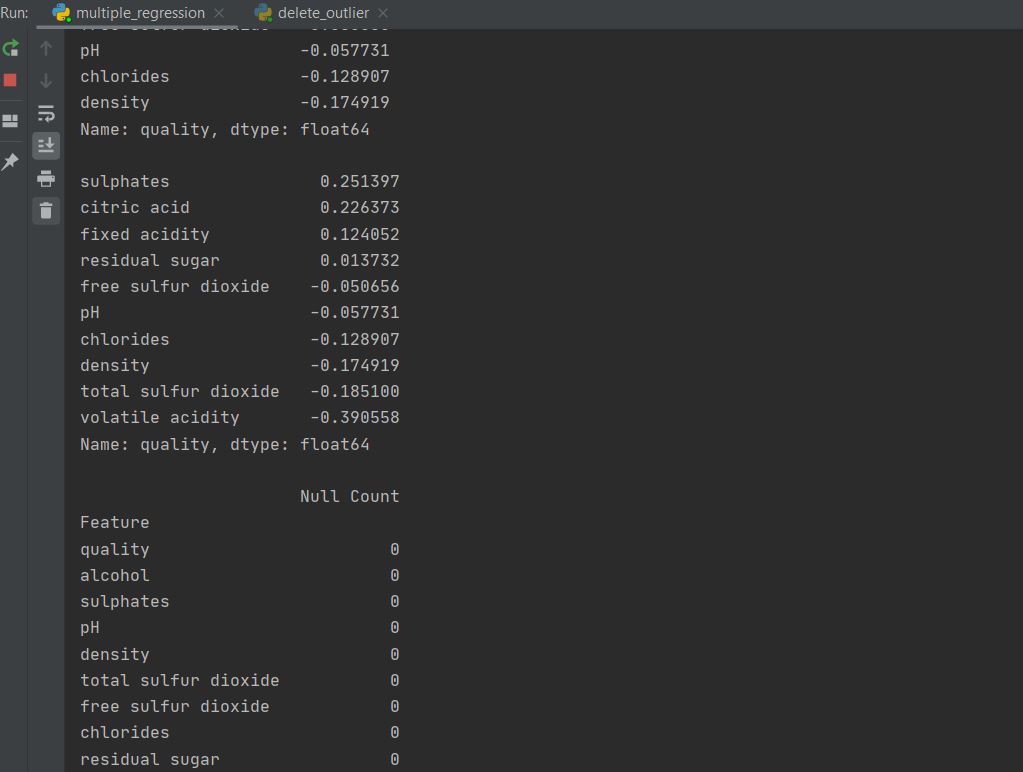 Run: multiple_regression × delete_outlier ×
pH -0.057731
chlorides -0.128907
density -0.174919
Name: quality, dtype: float64
sulphates 0.251397
citric acid 0.226373
fixed acidity 0.124052
residual sugar 0.013732
free sulfur dioxide -0.050656
pH -0.057731
chlorides -0.128907
density -0.174919
total sulfur dioxide -0.185100
volatile acidity -0.390558
Name: quality, dtype: float64
Null Count
Feature
quality 0
alcohol 0
sulphates 0
pH 0
density 0
total sulfur dioxide 0
free sulfur dioxide 0
chlorides 0
residual sugar 0